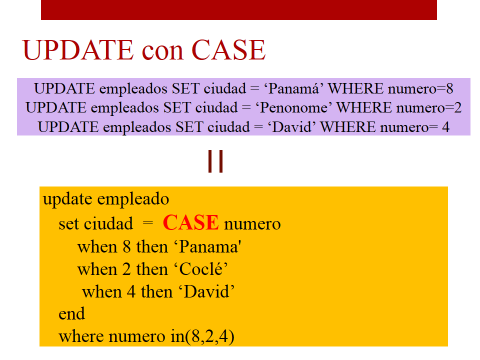 UPDATE con CASE
UPDATE empleados SET ciudad = ‘Panamá’ WHERE numero=8
UPDATE empleados SET ciudad = ‘Penonome’ WHERE numero=2
UPDATE empleados SET ciudad = ‘David’ WHERE numero= 4
=
update empleado
set ciudad = CASE numero
when 8 then ‘Panama'
when 2 then ‘Coclé’
when 4 then ‘David’
end
where numero in(8,2,4)